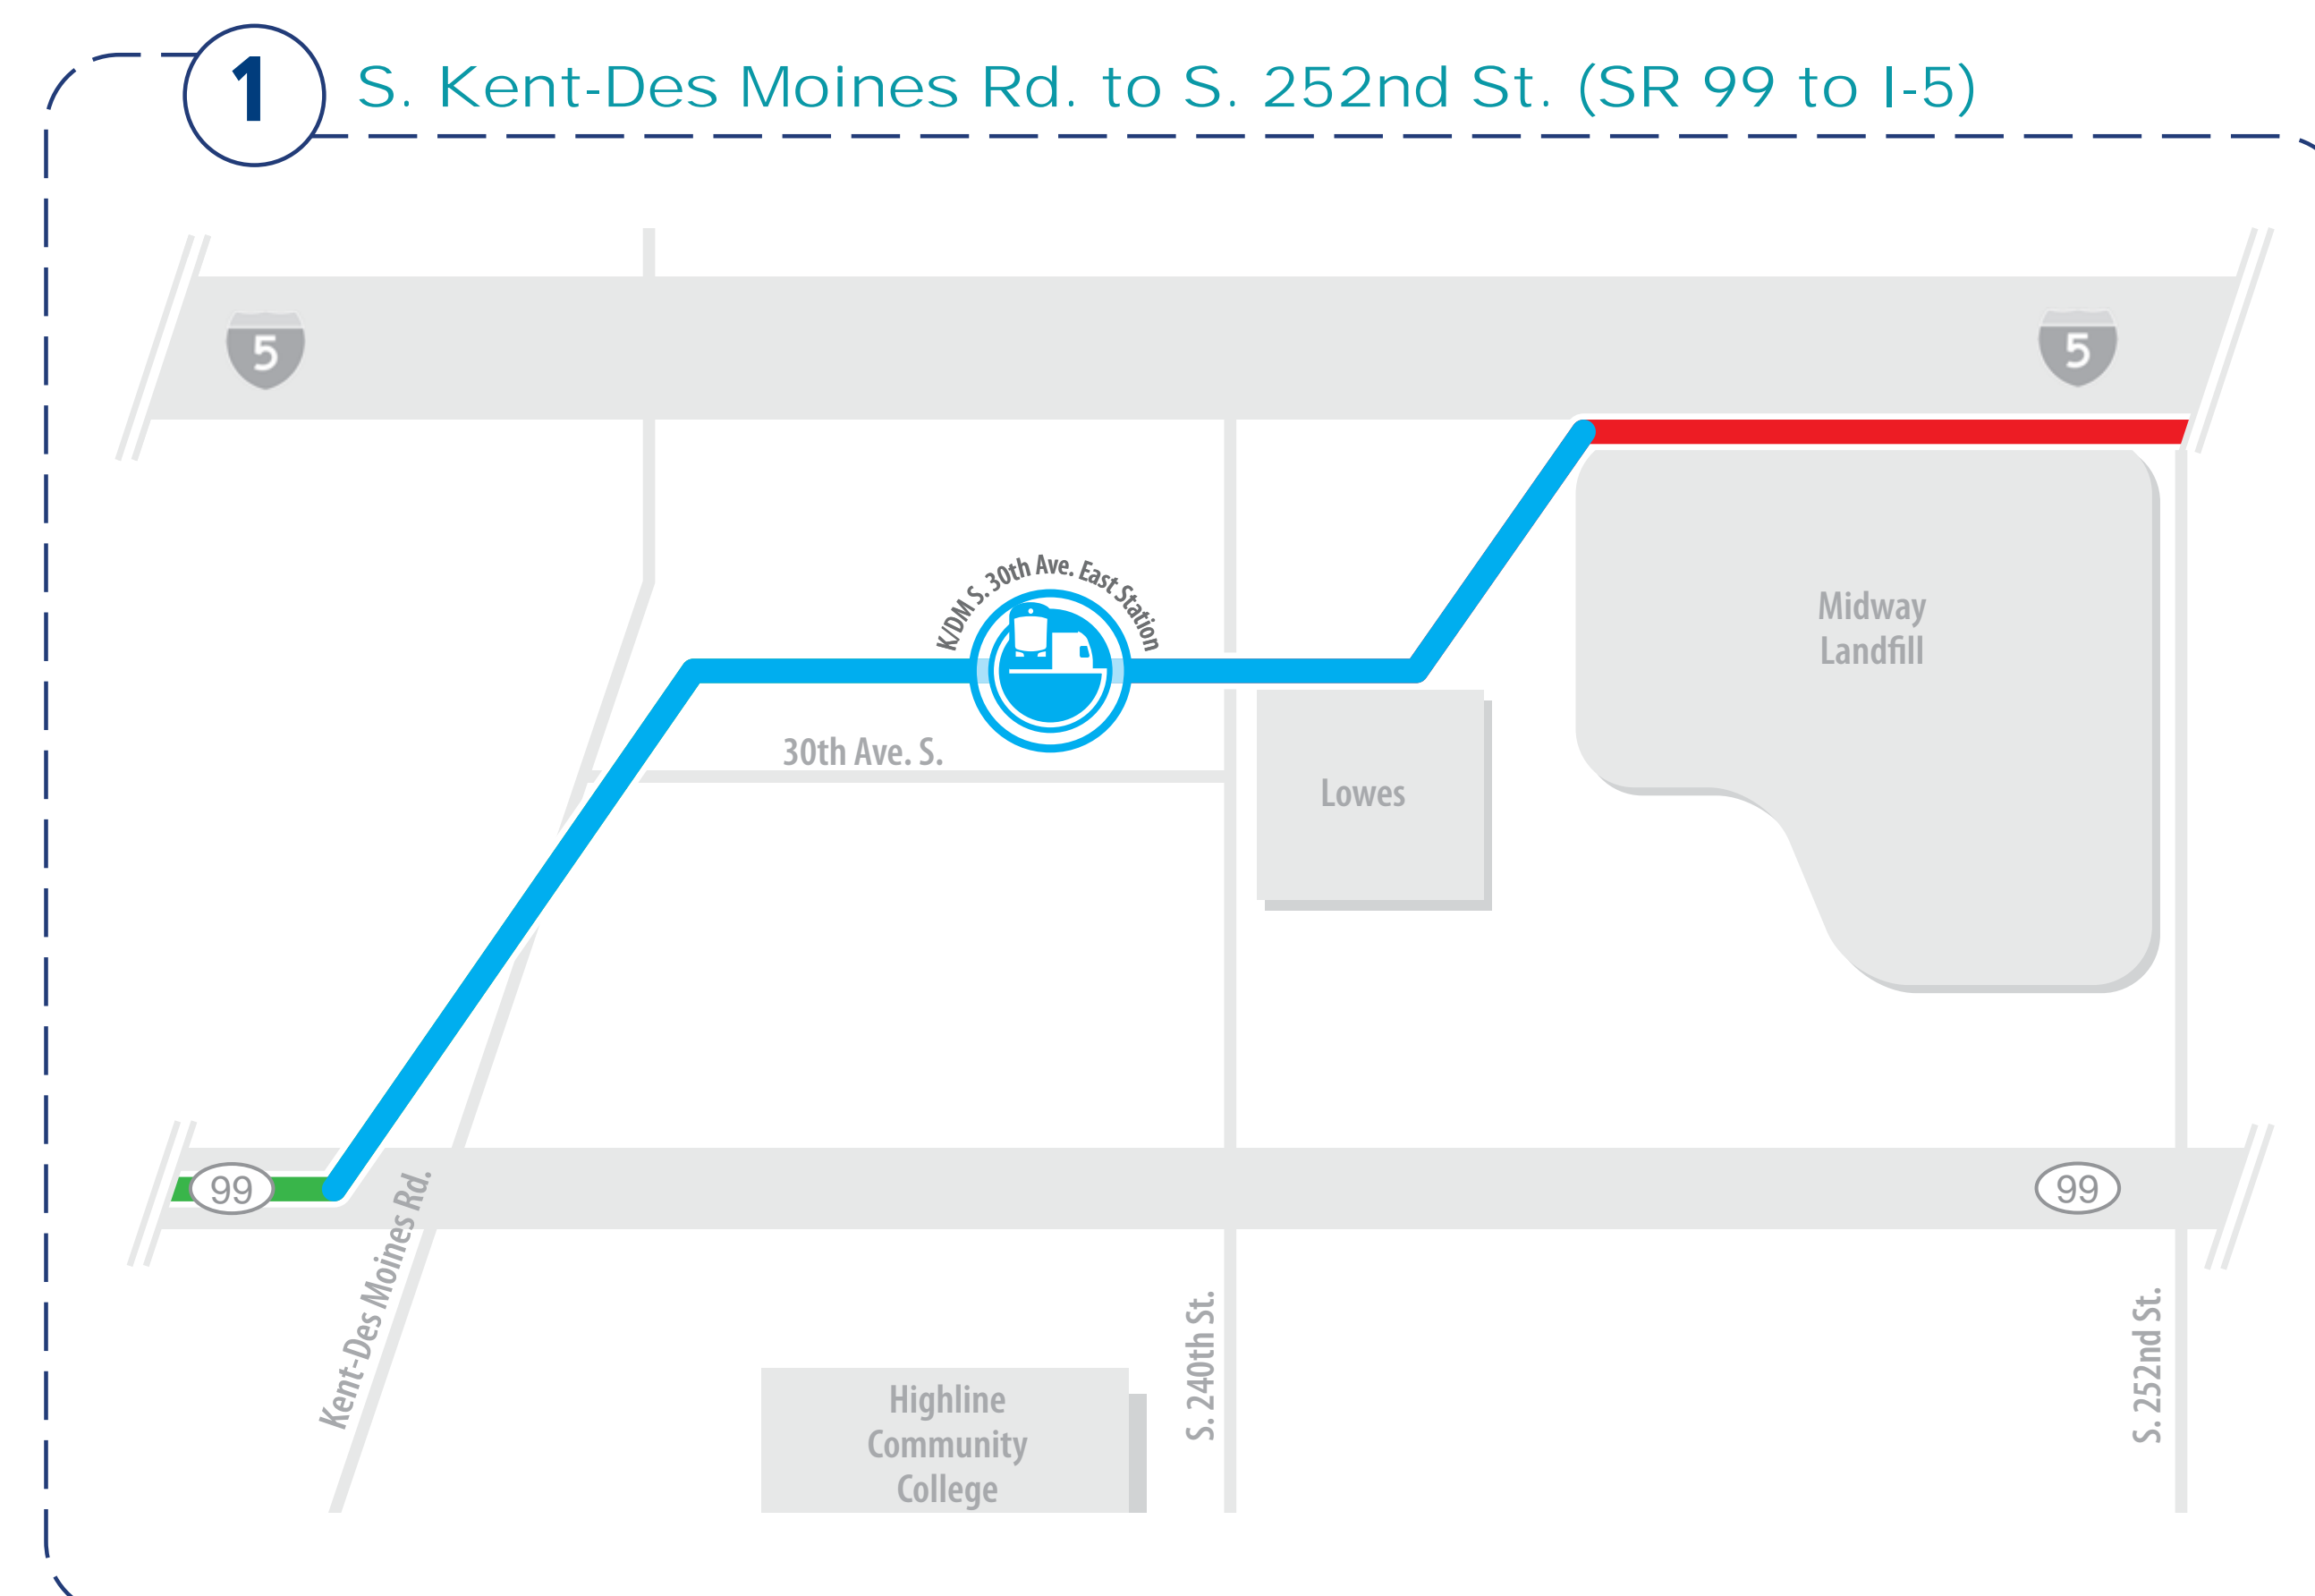 1
S. Kent-Des Moines Rd. to S. 252nd St. (SR 99 to I-5)
5
5
K/DM S. 30th Ave. East Station
Midway
Landfill
30th Ave. S.
Lowes
99
99
Kent-Des Moines Rd.
S. 240th St.
S. 252nd St.
Highline
Community
College